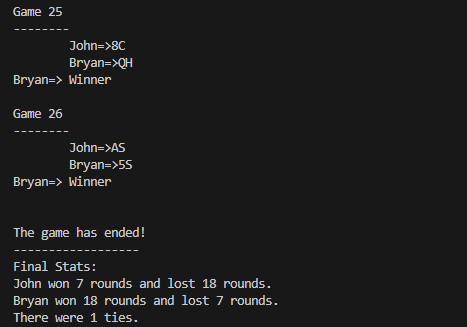 Game 25
--------
John=>8C
Bryan=>QH
Bryan=> Winner
Game 26
--------
John=>AS
Bryan=>5S
Bryan=> Winner
The game has ended!
------------------
Final Stats:
John won 7 rounds and lost 18 rounds.
Bryan won 18 rounds and lost 7 rounds.
There were 1 ties.